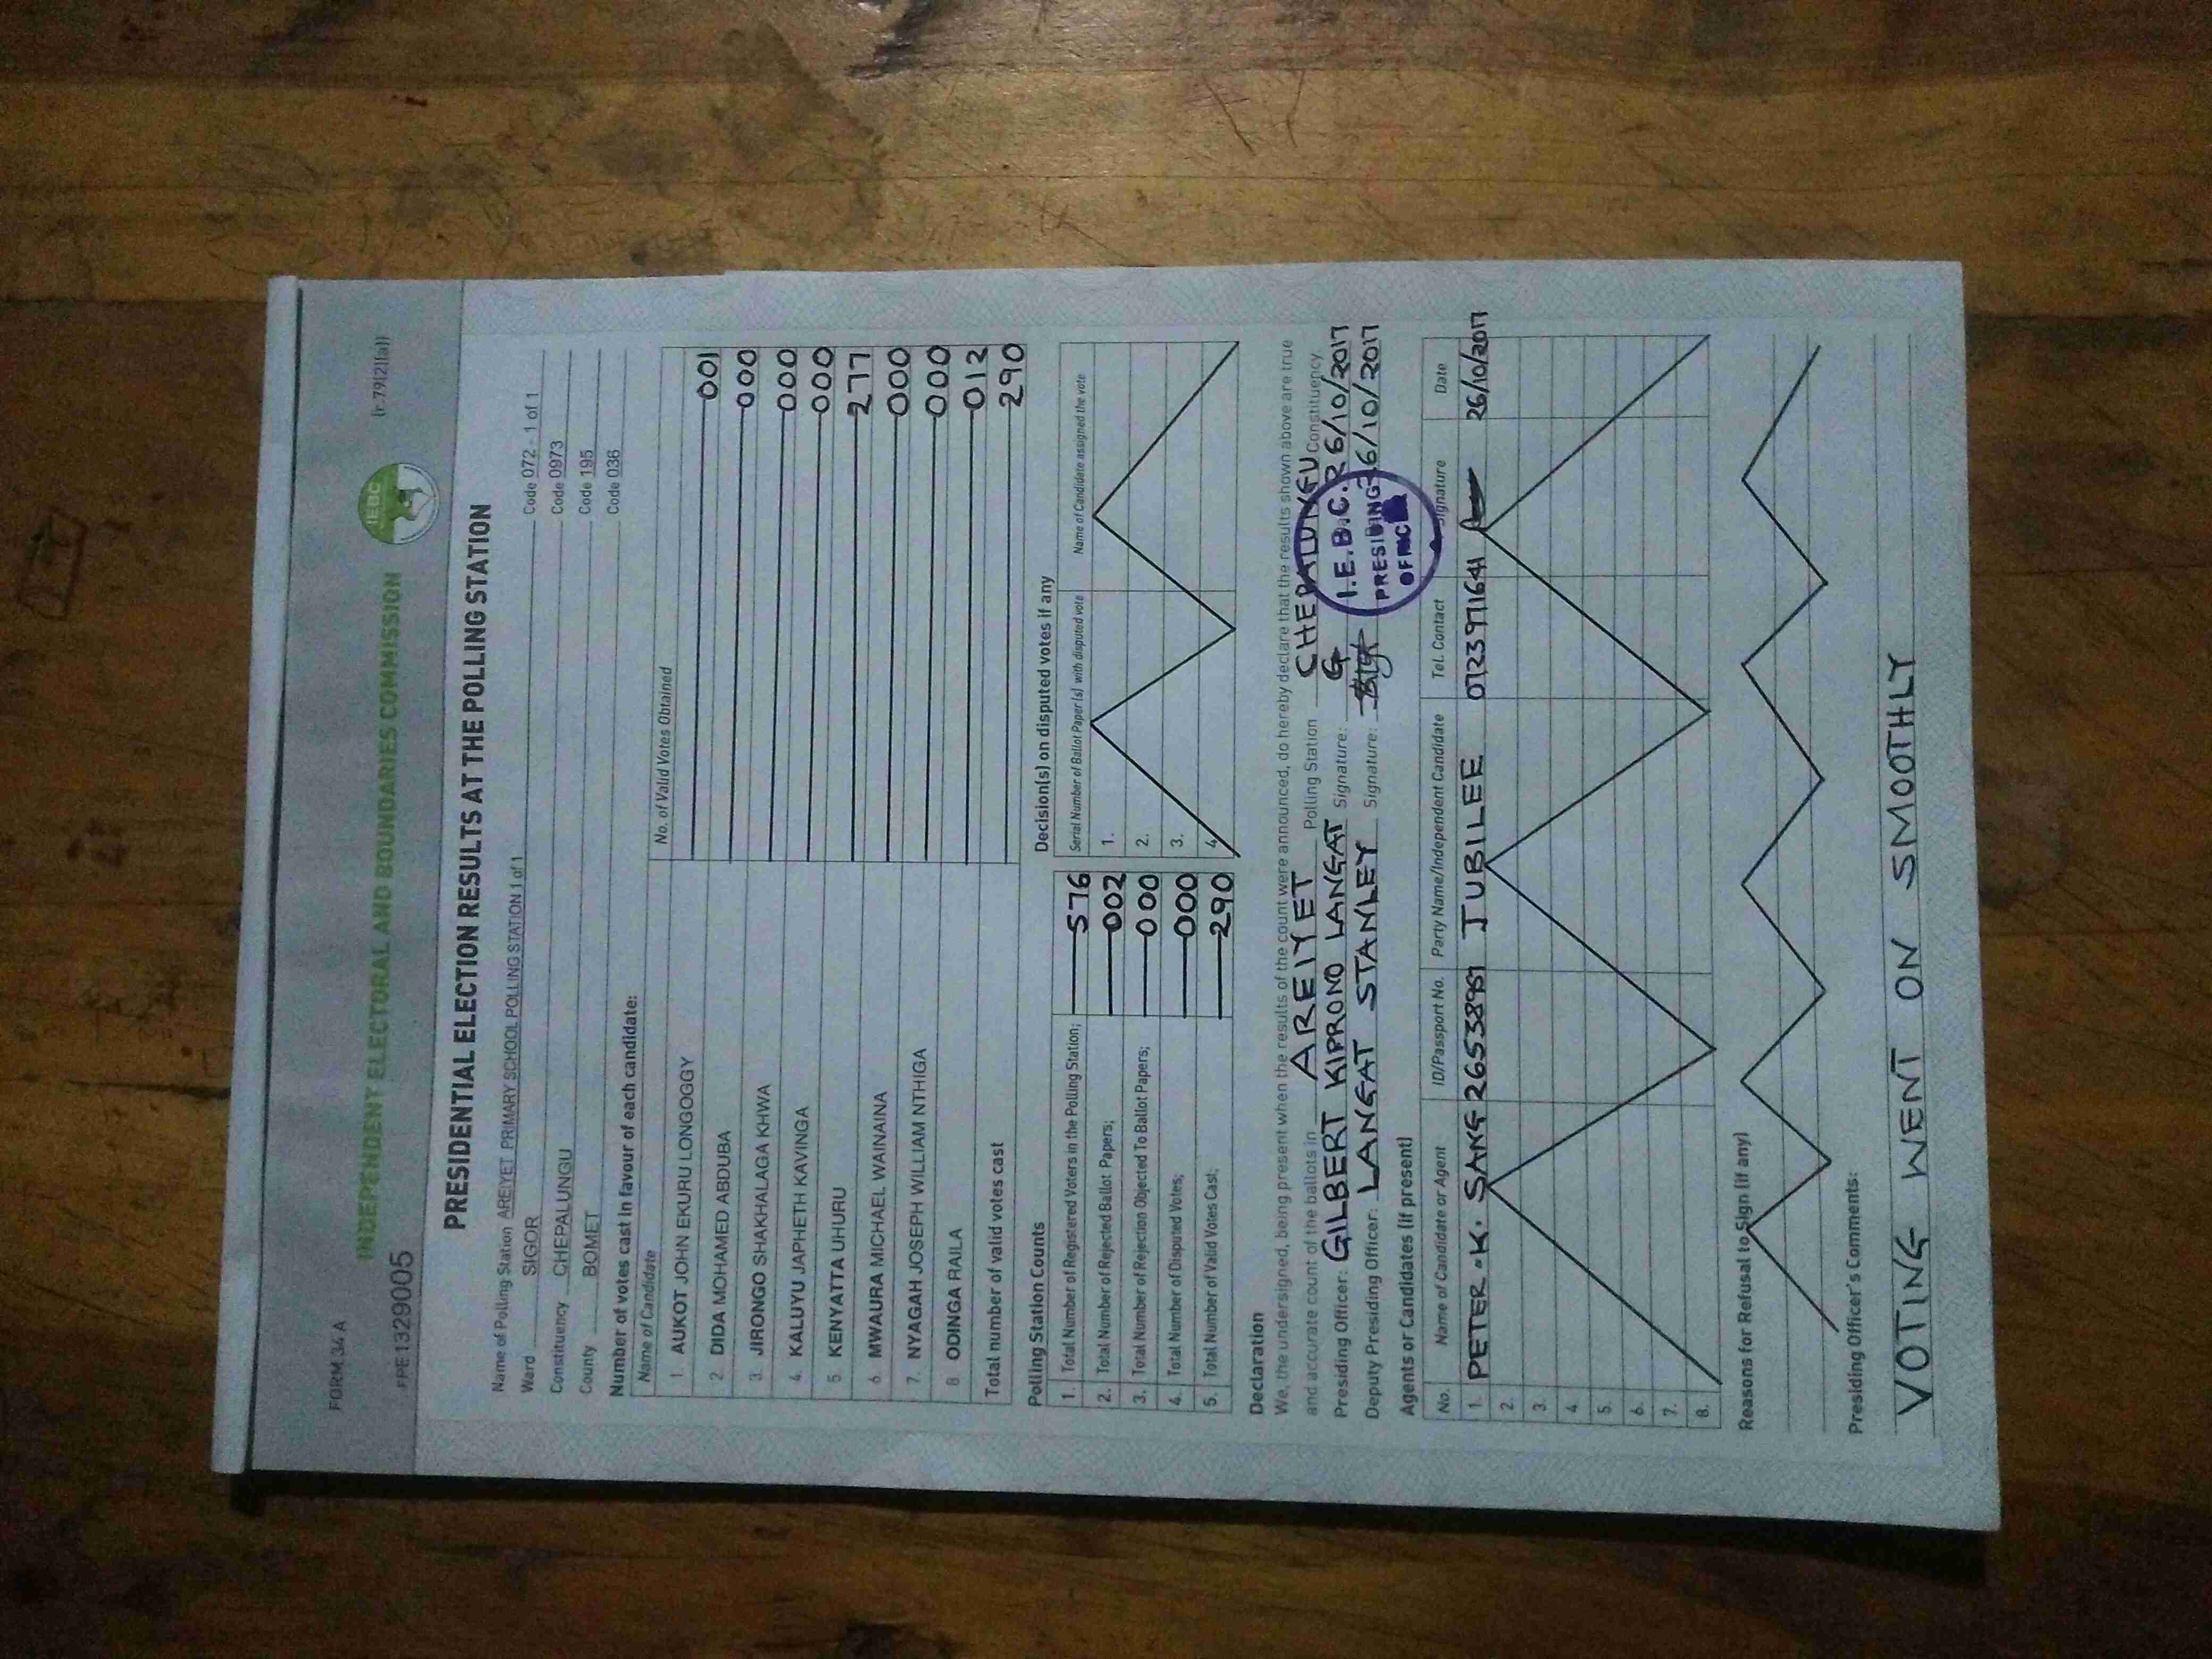 FORM 34 A
(r.79(2)(a))
IEBC
INDEPENDENT ELECTORAL AND BOUNDARIES COMMISSION
PRE1329005
PRESIDENTIAL ELECTION RESULTS AT THE POLLING STATION
Name of Polling Station AREIYET PRIMARY SCHOOL POLLING STATION 1 of 1 Code 072 - 1 of 1
Ward SIGOR Code 0973
Constituency CHEPALUNGU Code 195
County BOMET Code 036
Number of votes cast in favour of each candidate:
Name of Candidate No. of Valid Votes Obtained
1 AUKOT JOHN EKURU LONGOGGY 001
2. DIDA MOHAMED ABDUBA 000
3. JIRONGO SHAKHALAGA KHWA 000
4. KALUYU JAPHETH KAVINGA 000
5 KENYATTA UHURU 277
6 MWAURA MICHAEL WAINAINA 000
7. NYAGAH JOSEPH WILLIAM NTHIGA 000
8 ODINGA RAILA 012
Total number of valid votes cast 290
Polling Station Counts
1. Total Number of Registered Voters in the Polling Station; 576
2. Total Number of Rejected Ballot Papers; 002
3. Total Number of Rejection Objected To Ballot Papers; 000
4. Total Number of Disputed Votes; 000
5. Total Number of Valid Votes Cast; 290
Decision(s) on disputed votes if any
Serial Number of Ballot Paper (s) with disputed vote Name of Candidate assigned the vote
1.
2.
3.
4.
Declaration
We, the undersigned, being present when the results of the count were announced, do hereby declare that the results shown above are true
and accurate count of the ballots in AREIYET Polling Station CHEPALUNGU Constituency
Presiding Officer: GILBERT KIPRONO LANGAT Signature: 26/10/2017
Deputy Presiding Officer: LANGAT STANLEY Signature: 26/10/2017
I.E.B.C.
PRESIDING
OFFICER
Agents or Candidates (if present)
No. Name of Candidate or Agent ID/Passport No. Party Name/Independent Candidate Tel. Contact Signature Date
1. PETER K. SANG 26538987 JUBILEE 0723971641 26/10/2017
2.
3.
4
5.
6.
7.
8.
Reasons for Refusal to Sign (if any)
Presiding Officer's Comments:
VOTING WENT ON SMOOTHLY